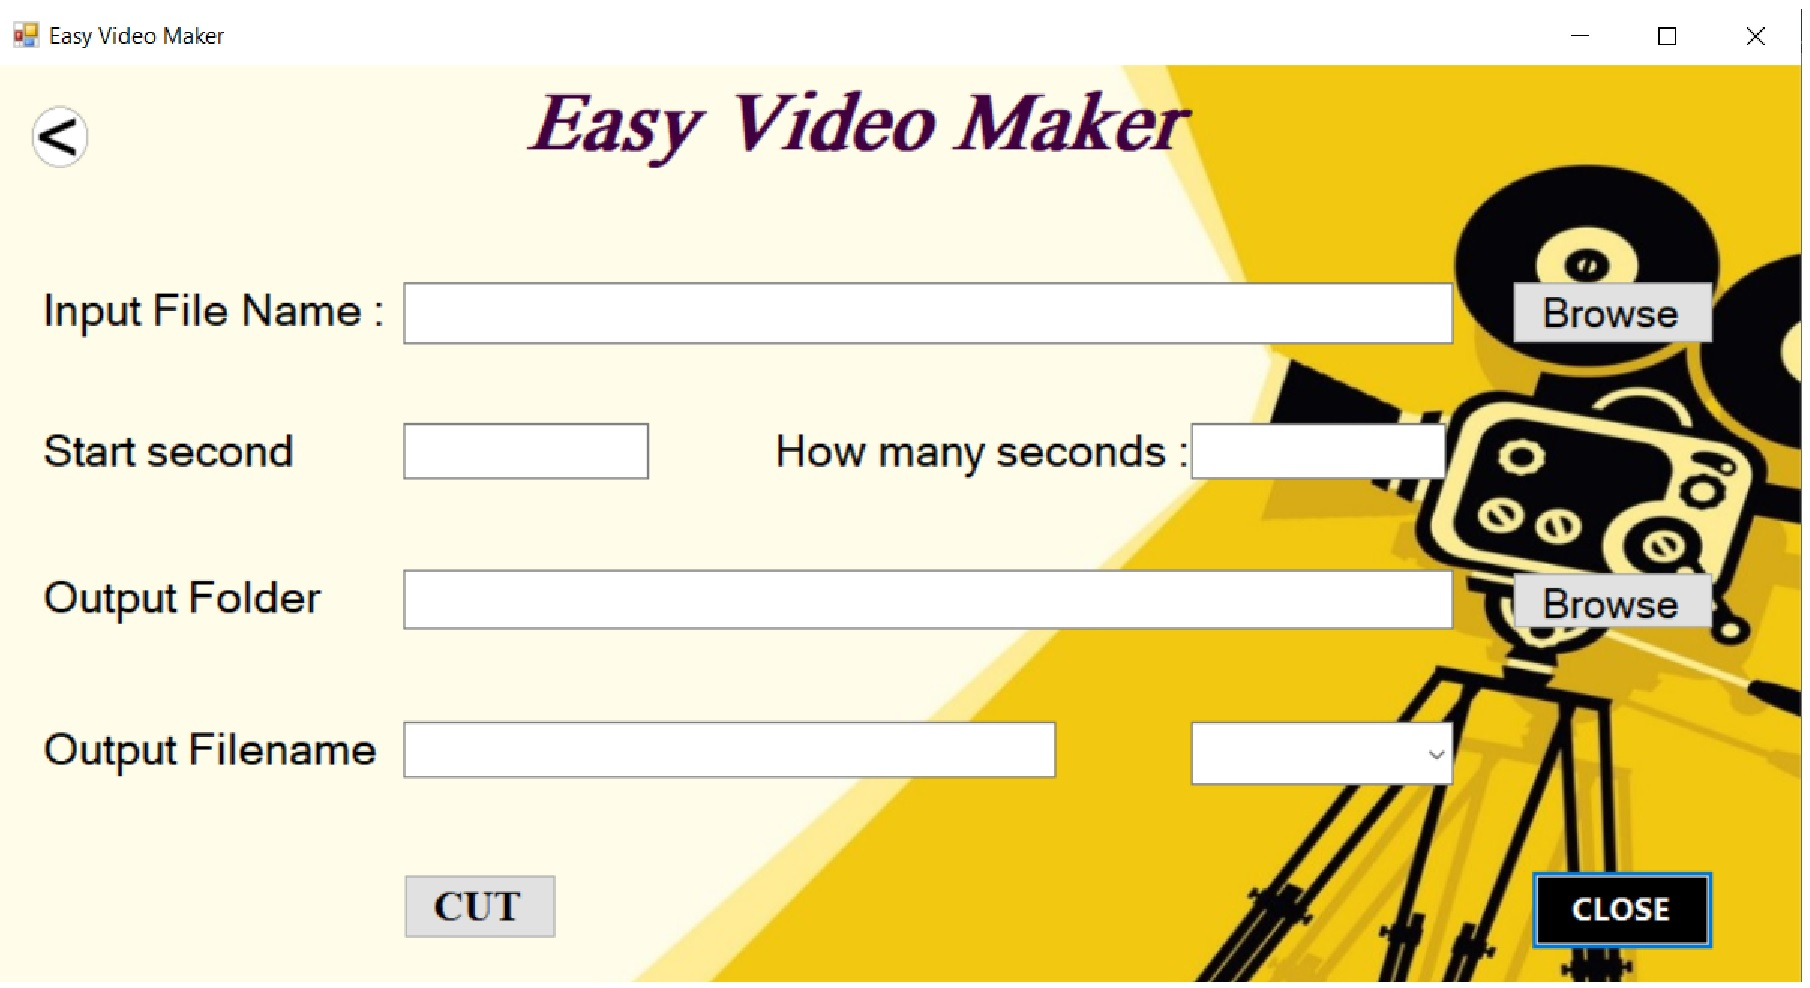 Easy Video Maker
Easy Video Maker
<
Input File Name : Browse
Start second How many seconds :
Output Folder Browse
Output Filename
CUT CLOSE